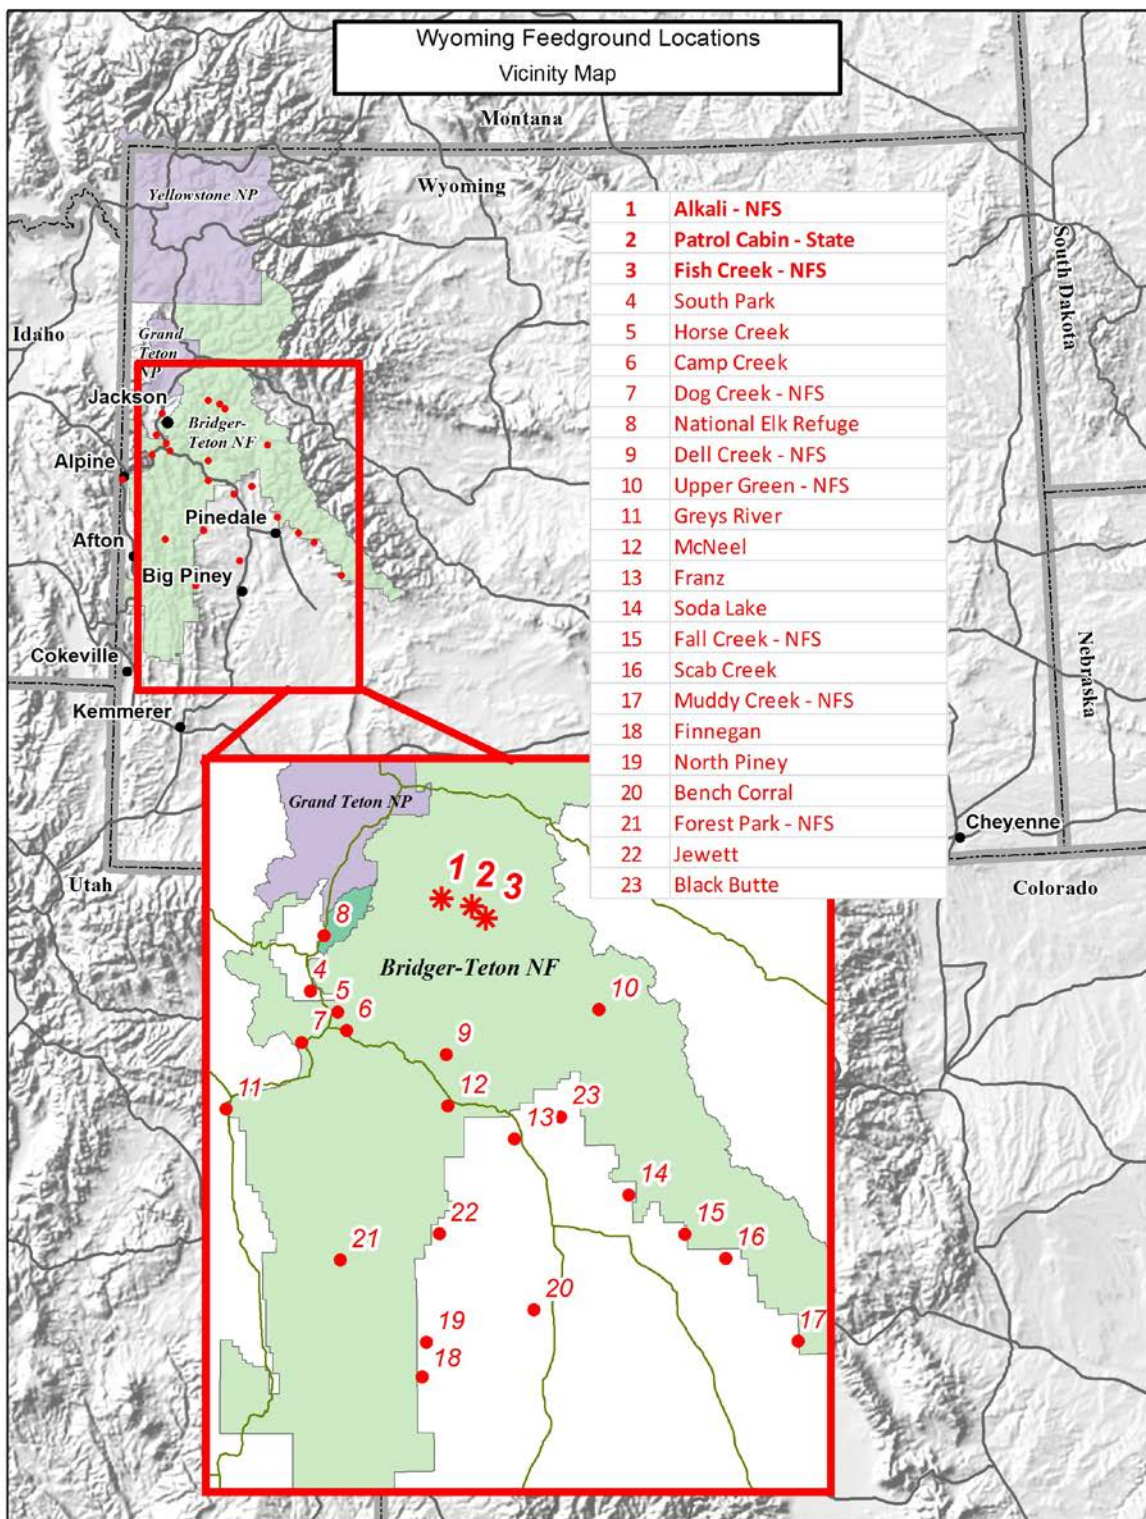 Wyoming Feedground Locations
Vicinity Map
Montana
Wyoming
Yellowstone NP
South Dakota
Idaho
Grand
Teton
NP
Jackson
Bridger-
Teton NF
Alpine
Pinedale
Afton
Big Piney
Cokeville
Kemmerer
Nebraska
Cheyenne
Utah
Colorado
1 Alkali - NFS
2 Patrol Cabin - State
3 Fish Creek - NFS
4 South Park
5 Horse Creek
6 Camp Creek
7 Dog Creek - NFS
8 National Elk Refuge
9 Dell Creek - NFS
10 Upper Green - NFS
11 Greys River
12 McNeel
13 Franz
14 Soda Lake
15 Fall Creek - NFS
16 Scab Creek
17 Muddy Creek - NFS
18 Finnegan
19 North Piney
20 Bench Corral
21 Forest Park - NFS
22 Jewett
23 Black Butte
Grand Teton NP
1 2 3
8
Bridger-Teton NF
4
5
10
6
7
9
11
12
23
13
14
22
15
21
16
20
19
17
18